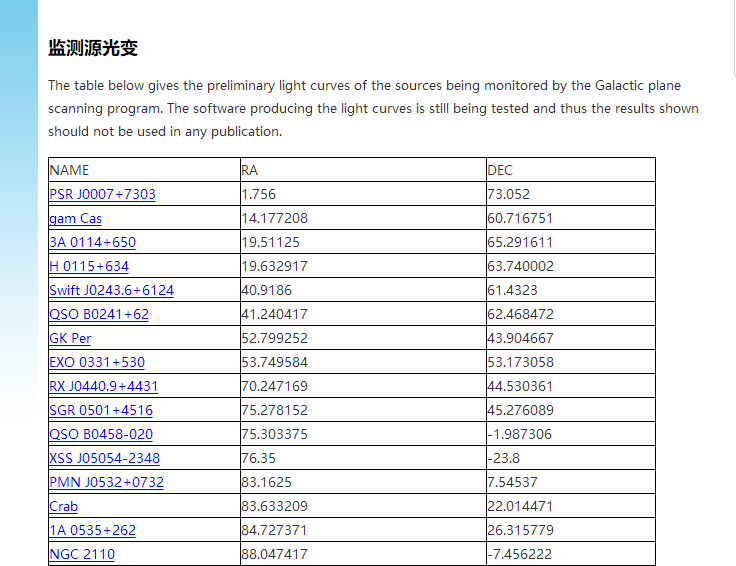 监测源光变
The table below gives the preliminary light curves of the sources being monitored by the Galactic plane
scanning program. The software producing the light curves is still being tested and thus the results shown
should not be used in any publication.
NAME RA DEC
PSR J0007+7303 1.756 73.052
gam Cas 14.177208 60.716751
3A 0114+650 19.51125 65.291611
H 0115+634 19.632917 63.740002
Swift J0243.6+6124 40.9186 61.4323
QSO B0241+62 41.240417 62.468472
GK Per 52.799252 43.904667
EXO 0331+530 53.749584 53.173058
RX J0440.9+4431 70.247169 44.530361
SGR 0501+4516 75.278152 45.276089
QSO B0458-020 75.303375 -1.987306
XSS J05054-2348 76.35 -23.8
PMN J0532+0732 83.1625 7.54537
Crab 83.633209 22.014471
1A 0535+262 84.727371 26.315779
NGC 2110 88.047417 -7.456222